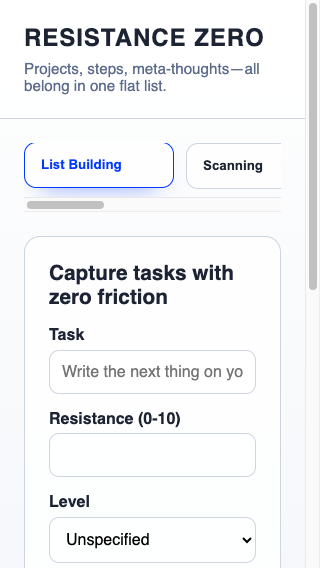 RESISTANCE ZERO
Projects, steps, meta-thoughts—all
belong in one flat list.
List Building
Scanning
Capture tasks with
zero friction
Task
Write the next thing on yo
Resistance (0-10)
Level
Unspecified